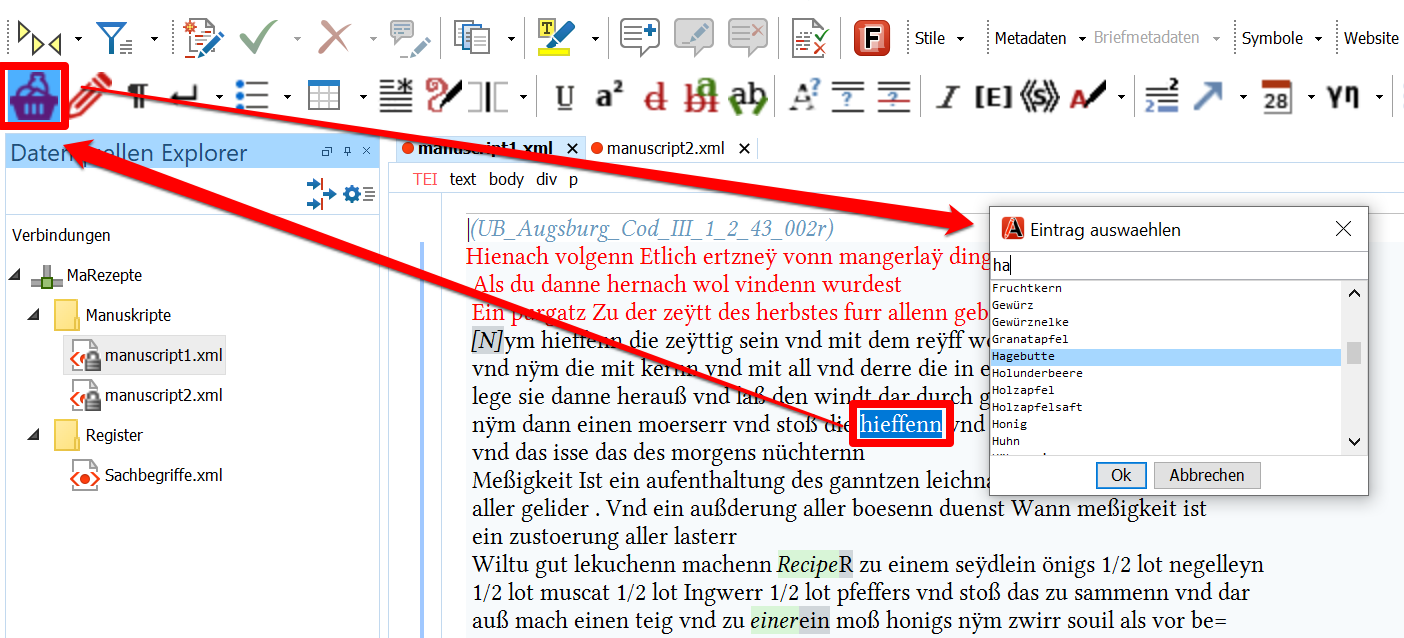 Stile
Metadaten
Briefmetadaten
Symbole
Website
Daten ellen Explorer
manuscript1.xml
manuscript2.xml
TEI text body div p
Verbindungen
MaRezepte
Manuskripte
manuscript1.xml
manuscript2.xml
Register
Sachbegriffe.xml
(UB_Augsburg_Cod_III_1_2_43_002r)
Hienach volgenn Etlich ertzneÿ vonn mangerlaÿ ding
Als du danne hernach wol vindenn wurdest
Ein purgatz Zu der zeÿtt des herbstes furr allenn geb
[N]ym hieffenn die zeÿttig sein vnd mit dem reÿff we
vnd nÿm die mit kernn vnd mit all vnd derre die in e
lege sie danne herauß vnd laß den windt dar durch g
nÿm dann einen moerserr vnd stoß die hieffenn vnd
vnd das isse das des morgens nüchternn
Meßigkeit Ist ein aufenthaltung des ganntzen leichna
aller gelider . Vnd ein außderung aller boesenn duenst Wann meßigkeit ist
ein zustoerung aller lasterr
Wiltu gut lekuchenn machenn RecipeR zu einem seÿdlein önigs 1/2 lot negelleyn
1/2 lot muscat 1/2 lot Ingwerr 1/2 lot pfeffers vnd stoß das zu sammenn vnd dar
auß mach einen teig vnd zu einerein moß honigs nÿm zwirr souil als vor be=
Eintrag auswaehlen
ha
Fruchtkern
Gewürz
Gewürznelke
Granatapfel
Hagebutte
Holunderbeere
Holzapfel
Holzapfelsaft
Honig
Huhn
Ok
Abbrechen